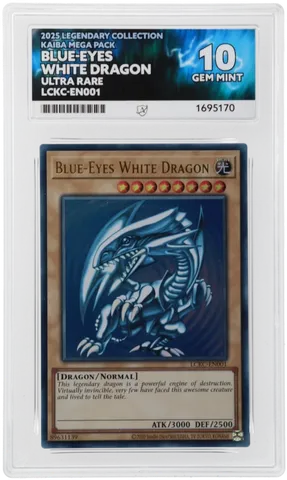 2025 LEGENDARY COLLECTION
KAIBA MEGA PACK
BLUE-EYES
WHITE DRAGON
ULTRA RARE
LCKC-EN001
10
GEM MINT
1695170
BLUE-EYES WHITE DRAGON
LCKC-EN001
[DRAGON/NORMAL]
This legendary dragon is a powerful engine of destruction.
Virtually invincible, very few have faced this awesome creature
and lived to tell the tale.
ATK/3000 DEF/2500